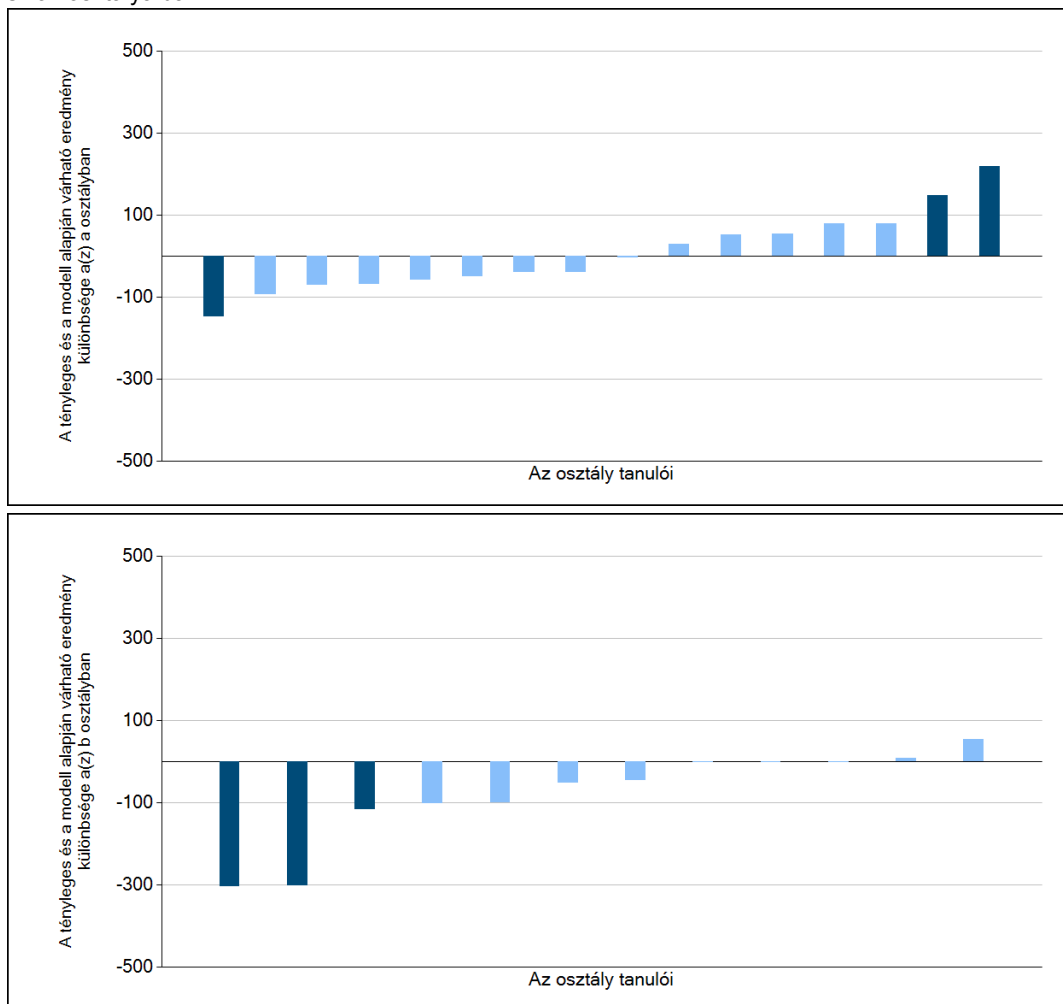 500
300
100
-100
-300
-500
A tényleges és a modell alapján várható eredmény
különbsége a(z) a osztályban
Az osztály tanulói
500
300
100
-100
-300
-500
A tényleges és a modell alapján várható eredmény
különbsége a(z) b osztályban
Az osztály tanulói